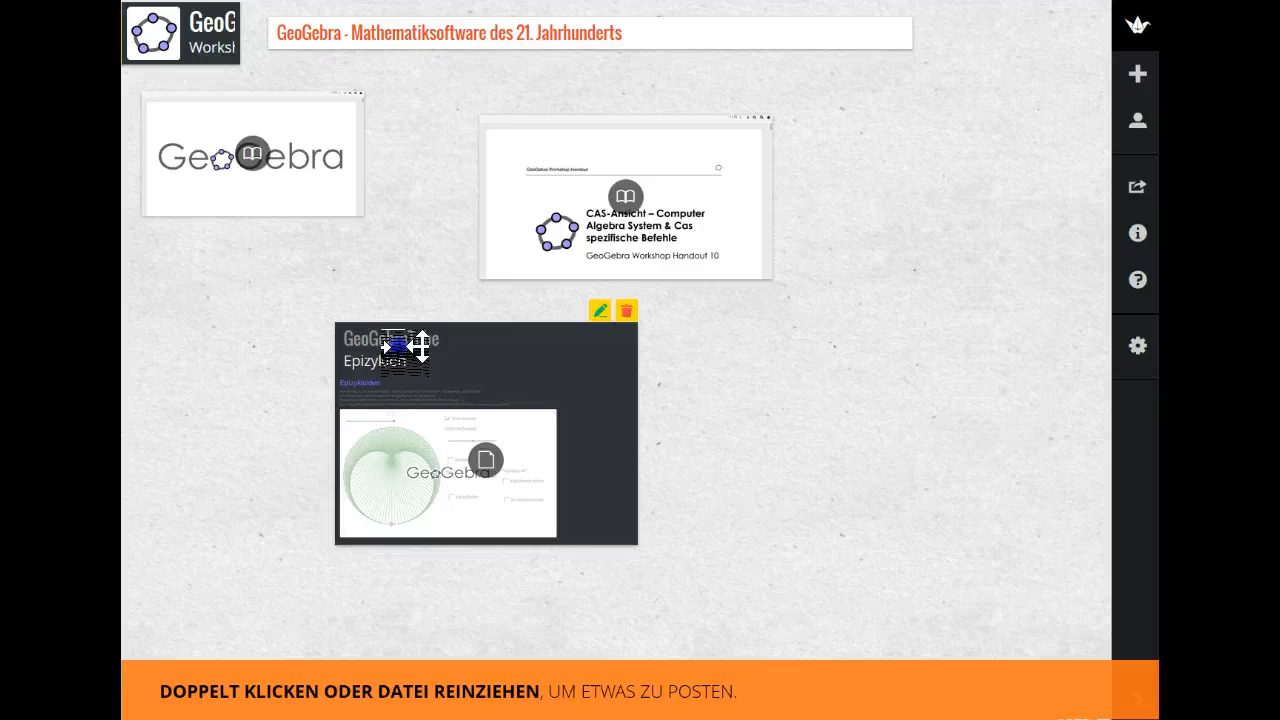 GeoG
Worksh
GeoGebra - Mathematiksoftware des 21. Jahrhunderts
GeoGebra
GeoGebra Workshop Handout
CAS-Ansicht – Computer
Algebra System & Cas
spezifische Befehle
GeoGebra Workshop Handout 10
Epizykloiden
GeoGebra
DOPPELT KLICKEN ODER DATEI REINZIEHEN, UM ETWAS ZU POSTEN.